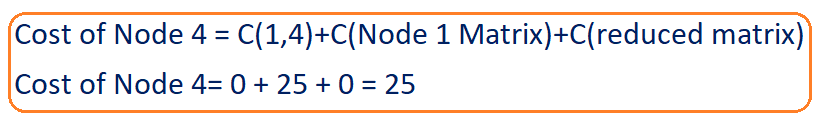 Cost of Node 4 = C(1,4)+C(Node 1 Matrix)+C(reduced matrix)
Cost of Node 4= 0 + 25 + 0 = 25